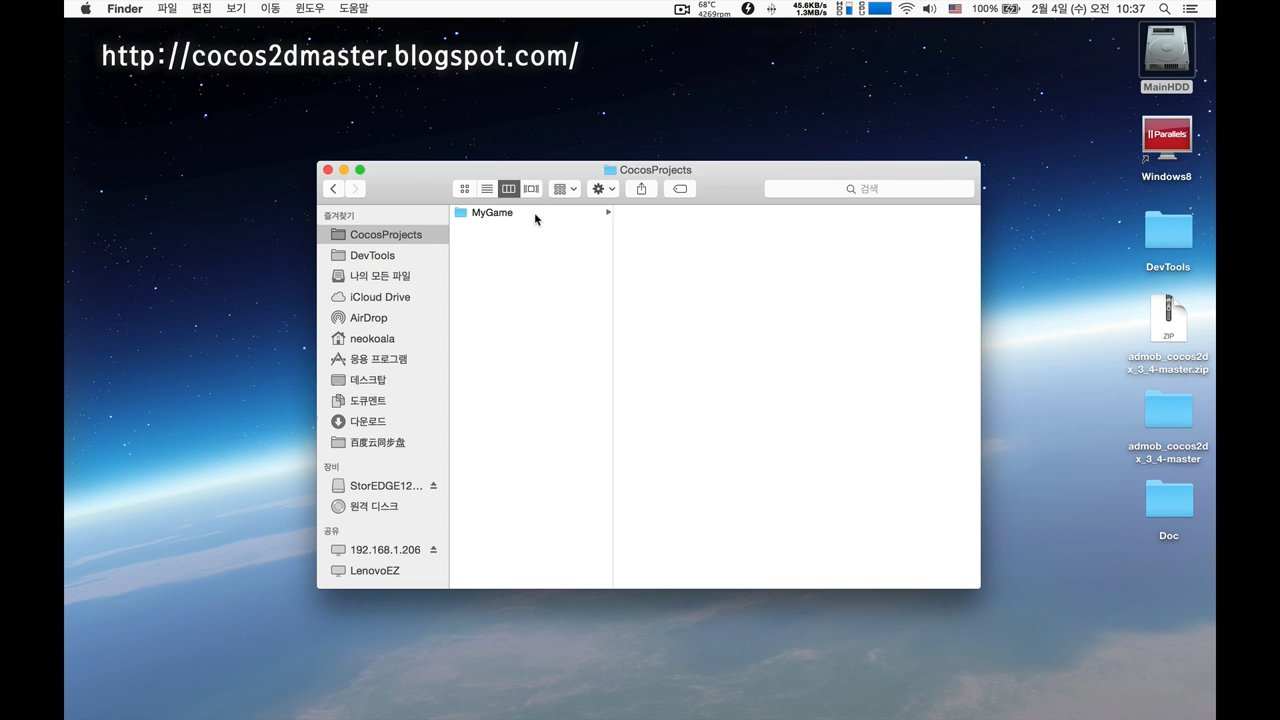 Finder 파일 편집 보기 이동 윈도우 도움말 68°C 4269rpm 45.6KB/s 1.3MB/s 100% 2월 4일 (수) 오전 10:37
http://cocos2dmaster.blogspot.com/
MainHDD
Parallels
Windows8
DevTools
ZIP
admob_cocos2d
x_3_4-master.zip
admob_cocos2d
x_3_4-master
Doc
CocosProjects
검색
즐겨찾기
CocosProjects
DevTools
나의 모든 파일
iCloud Drive
AirDrop
neokoala
응용 프로그램
데스크탑
도큐멘트
다운로드
百度云同步盘
장비
StorEDGE12...
원격 디스크
공유
192.168.1.206
LenovoEZ
MyGame